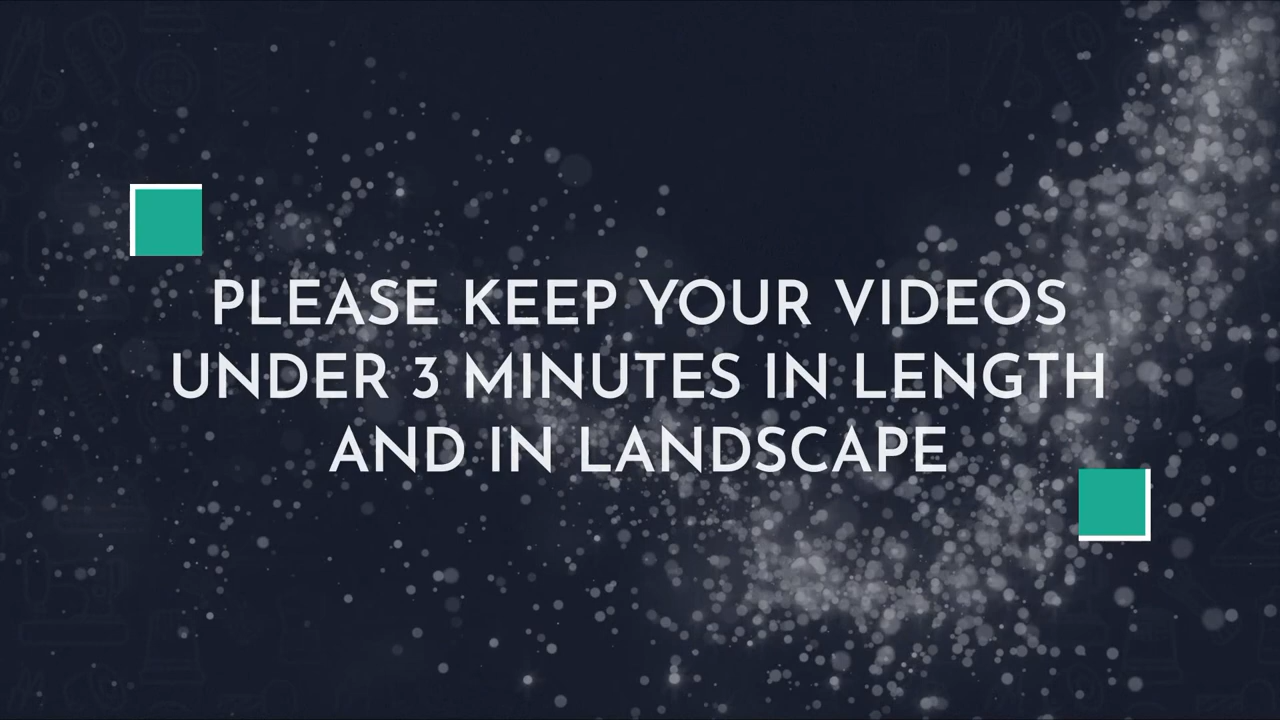 PLEASE KEEP YOUR VIDEOS
UNDER 3 MINUTES IN LENGTH
AND IN LANDSCAPE